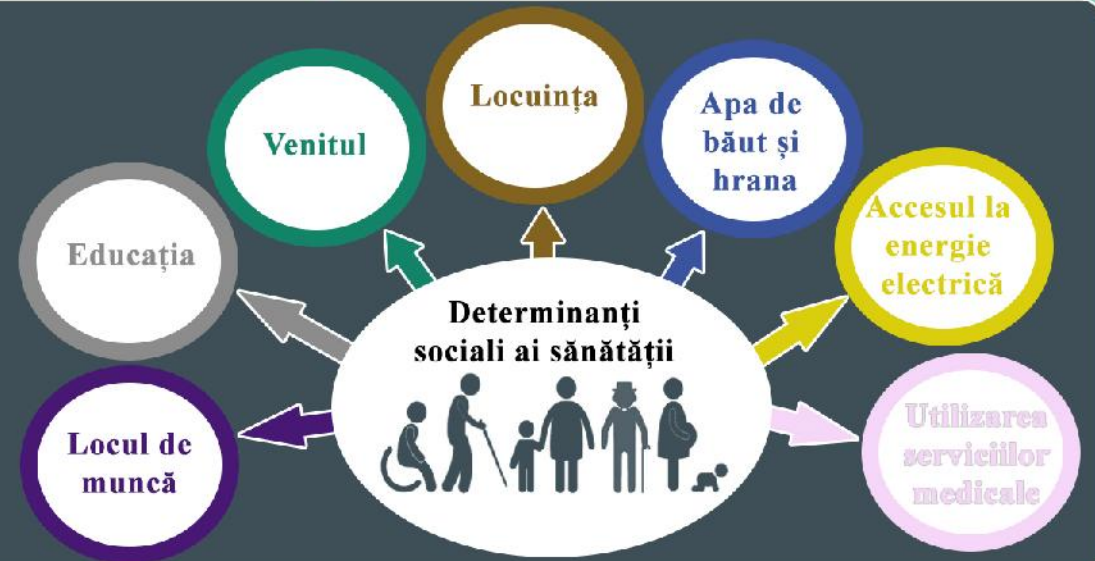 Locuința
Apa de
băut și
hrana
Venitul
Accesul la
energie
electrică
Educația
Determinanți
sociali ai sănătății
Locul de
muncă
Utilizarea
serviciilor
medicale